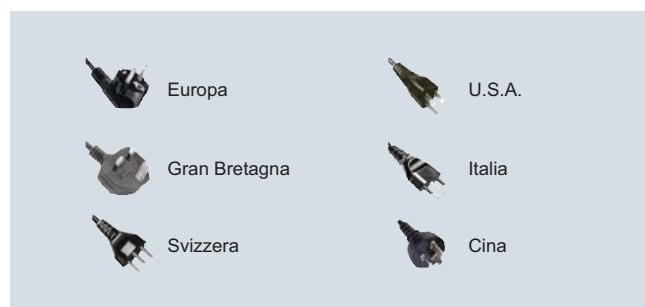 Europa
U.S.A.
Gran Bretagna
Italia
Svizzera
Cina